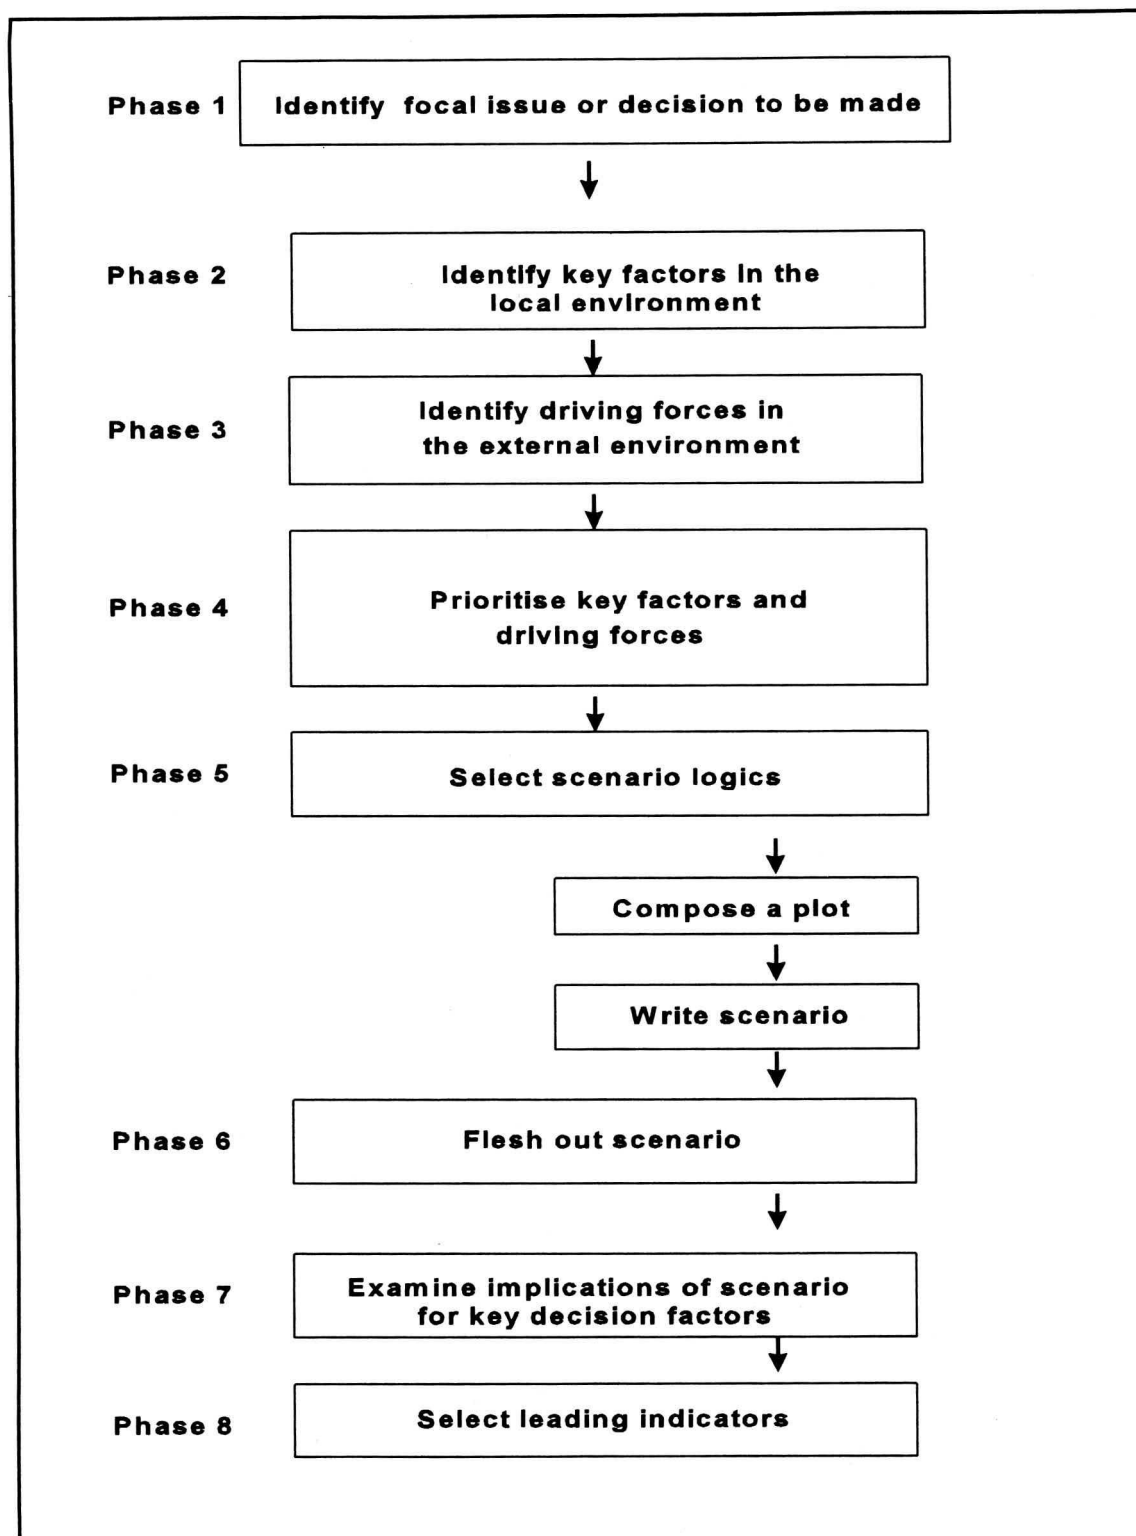 Phase 1
Identify focal issue or decision to be made
Phase 2
Identify key factors in the
local environment
Phase 3
Identify driving forces in
the external environment
Phase 4
Prioritise key factors and
driving forces
Phase 5
Select scenario logics
Compose a plot
Write scenario
Phase 6
Flesh out scenario
Phase 7
Examine implications of scenario
for key decision factors
Phase 8
Select leading indicators